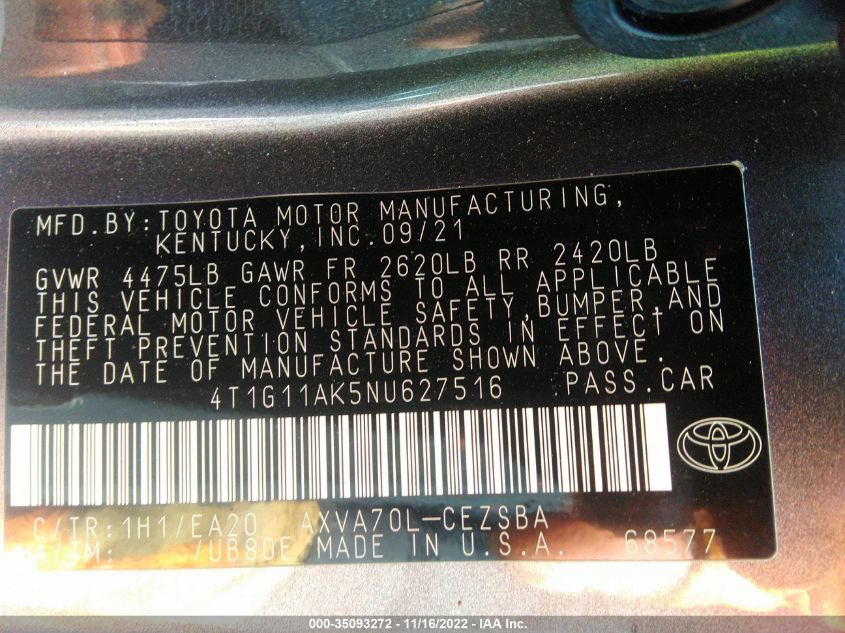 MFD.BY:TOYOTA MOTOR MANUFACTURING,
KENTUCKY,INC.09/21
GVWR 4475LB GAWR FR 2620LB RR 2420LB
THIS VEHICLE CONFORMS TO ALL APPLICABLE
FEDERAL MOTOR VEHICLE SAFETY,BUMPER,AND
THEFT PREVENTION STANDARDS IN EFFECT ON
THE DATE OF MANUFACTURE SHOWN ABOVE.
4T1G11AK5NU627516 PASS.CAR
C/TR:1H1/EA20 AXVA70L-CEZSBA
A/TM: /UB80E MADE IN U.S.A. 68577
000-35093272 - 11/16/2022 - IAA Inc.